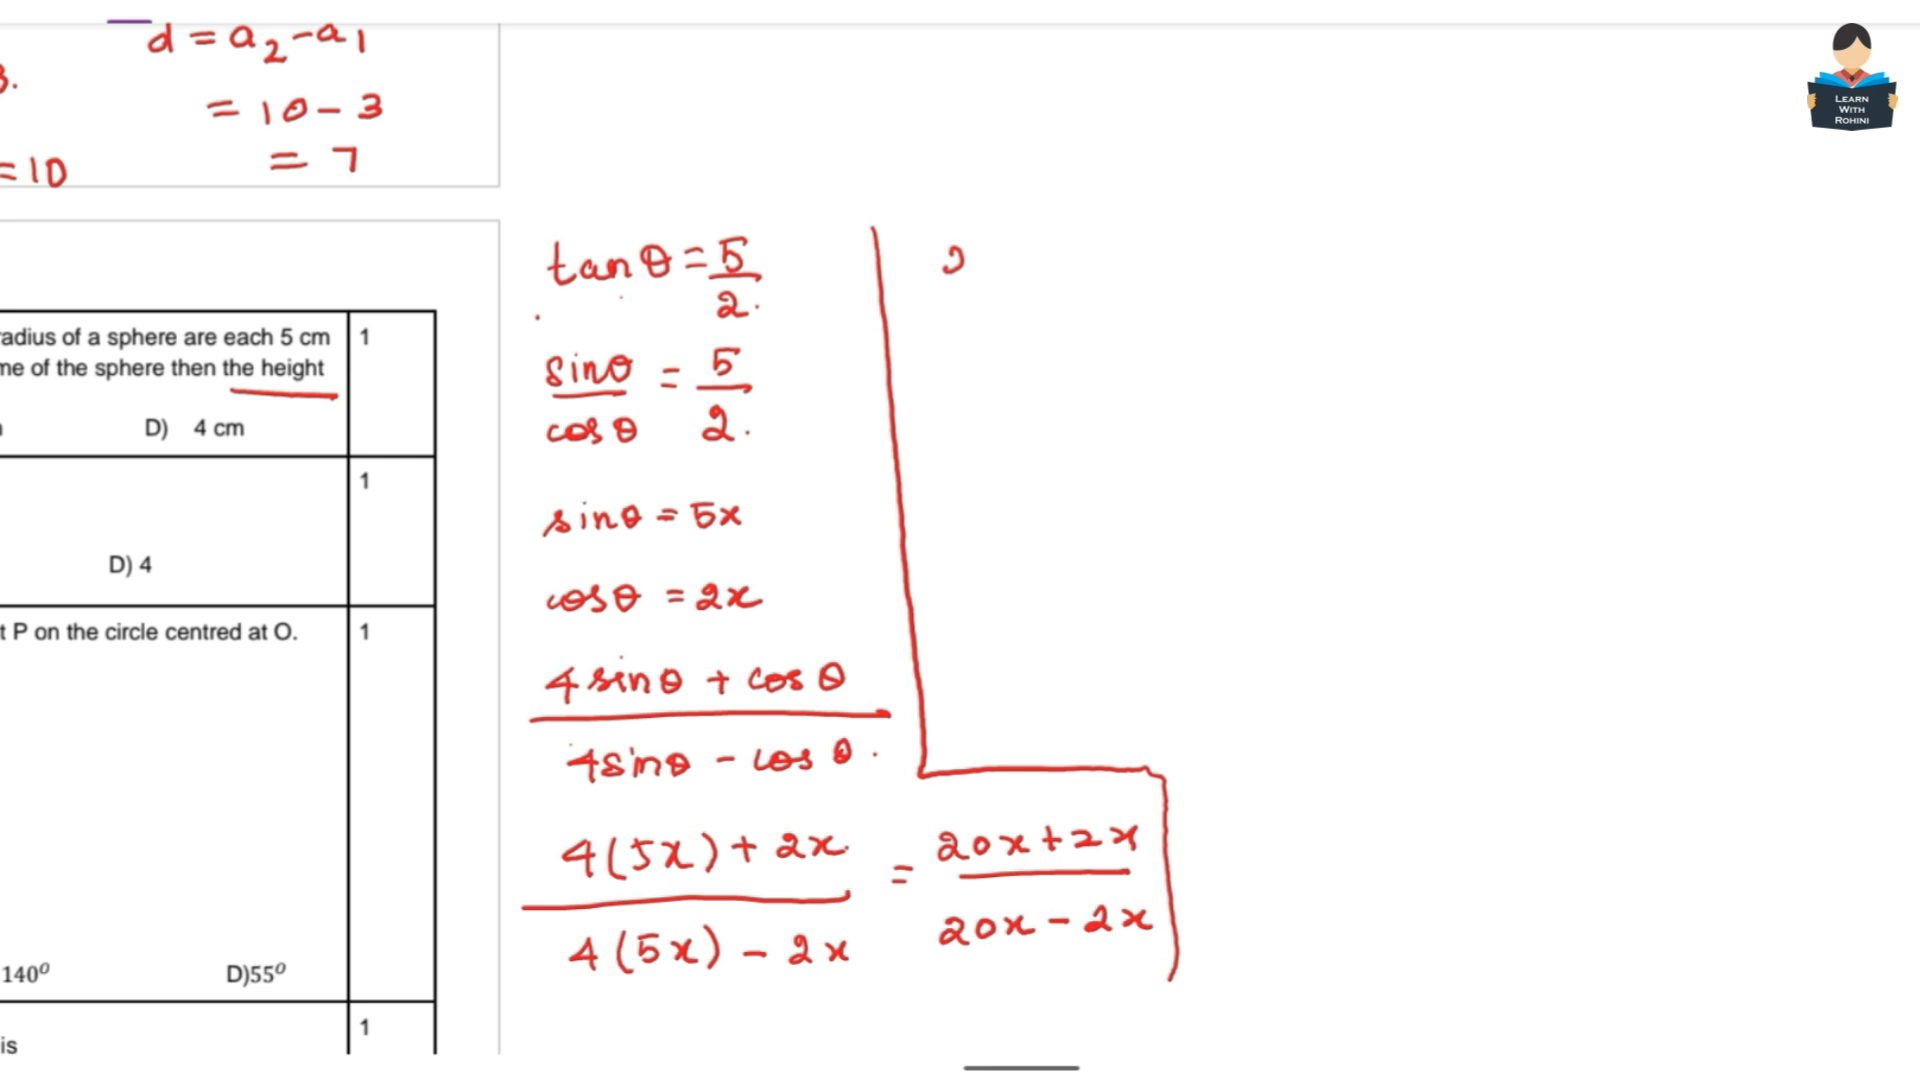 d = a₂ - a₁
3.
= 10 - 3
= 10
= 7
LEARN
WITH
ROHINI
radius of a sphere are each 5 cm
me of the sphere then the height
D) 4 cm
1
1
D) 4
t P on the circle centred at O.
1
140⁰
D)55⁰
1
is
tan θ = 5
2.
sin θ = 5
cos θ 2.
sin θ = 5x
cos θ = 2x
4 sin θ + cos θ
4 sin θ - cos θ.
4(5x) + 2x = 20x + 2x
4(5x) - 2x 20x - 2x